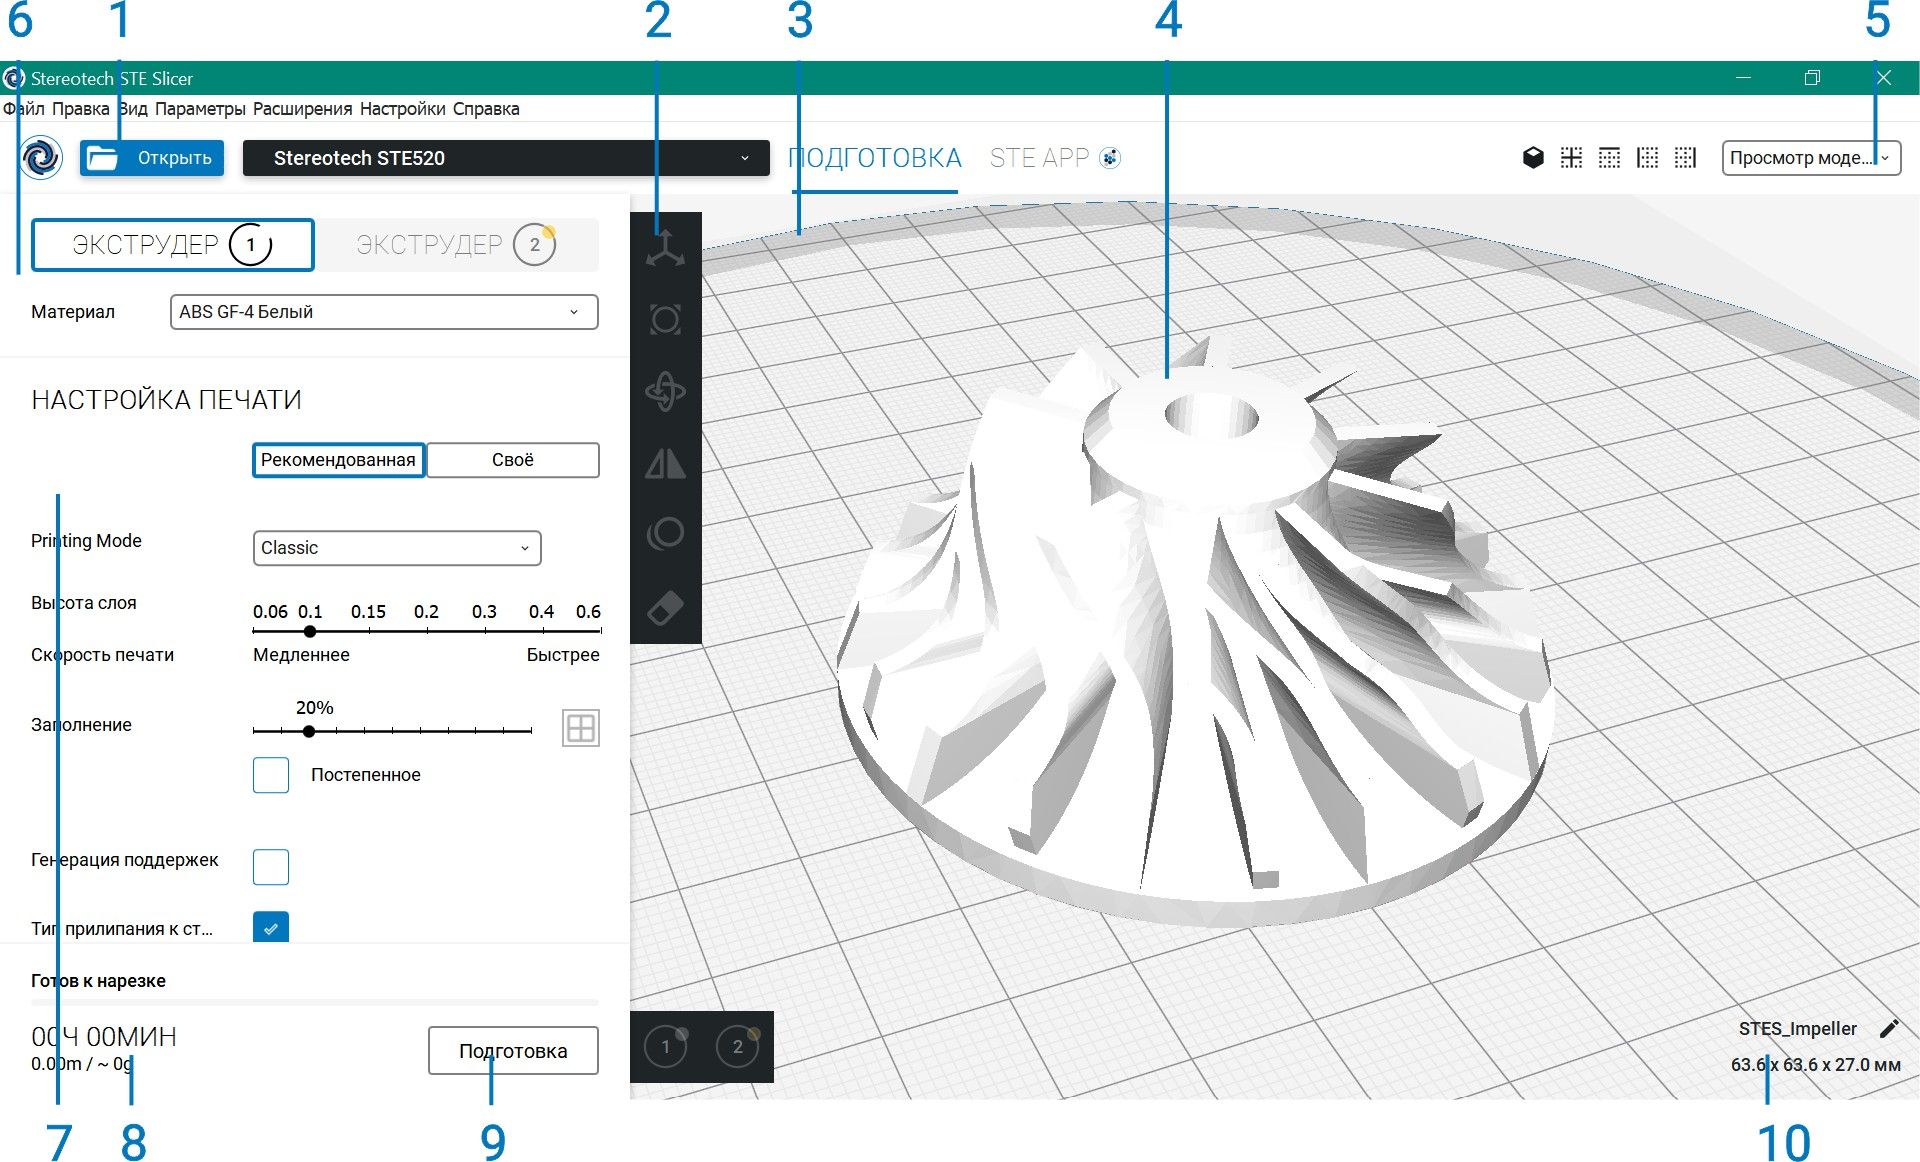 6 1 2 3 4 5
Stereotech STE Slicer
Файл Правка Вид Параметры Расширения Настройки Справка
Открыть
Stereotech STE520
ПОДГОТОВКА
STE APP
Просмотр моде...
ЭКСТРУДЕР 1
ЭКСТРУДЕР 2
Материал
ABS GF-4 Белый
НАСТРОЙКА ПЕЧАТИ
Рекомендованная
Своё
Printing Mode
Classic
Высота слоя
0.06 0.1 0.15 0.2 0.3 0.4 0.6
Скорость печати
Медленнее
Быстрее
Заполнение
20%
Постепенное
Генерация поддержек
Тип прилипания к ст...
Готов к нарезке
00Ч 00МИН
0.00m / ~ 0g
Подготовка
1 2
STES_Impeller
63.6 x 63.6 x 27.0 мм
7 8 9 10